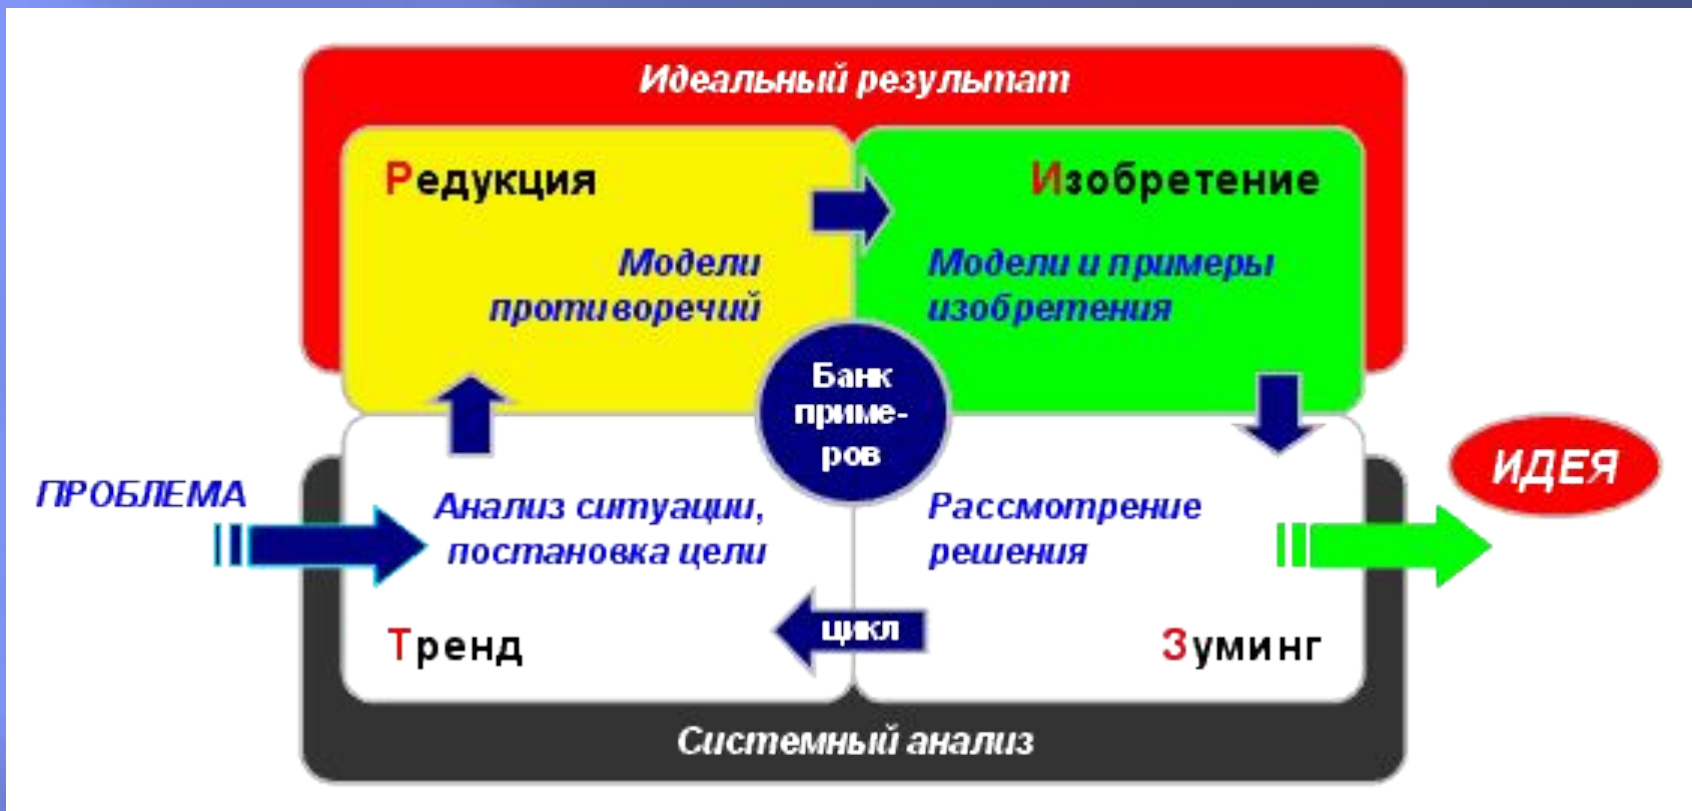 Идеальный результат
Редукция
Модели
противоречий
Изобретение
Модели и примеры
изобретения
Банк
приме-
ров
ПРОБЛЕМА
Анализ ситуации,
постановка цели
Тренд
Рассмотрение
решения
Зуминг
цикл
ИДЕЯ
Системный анализ